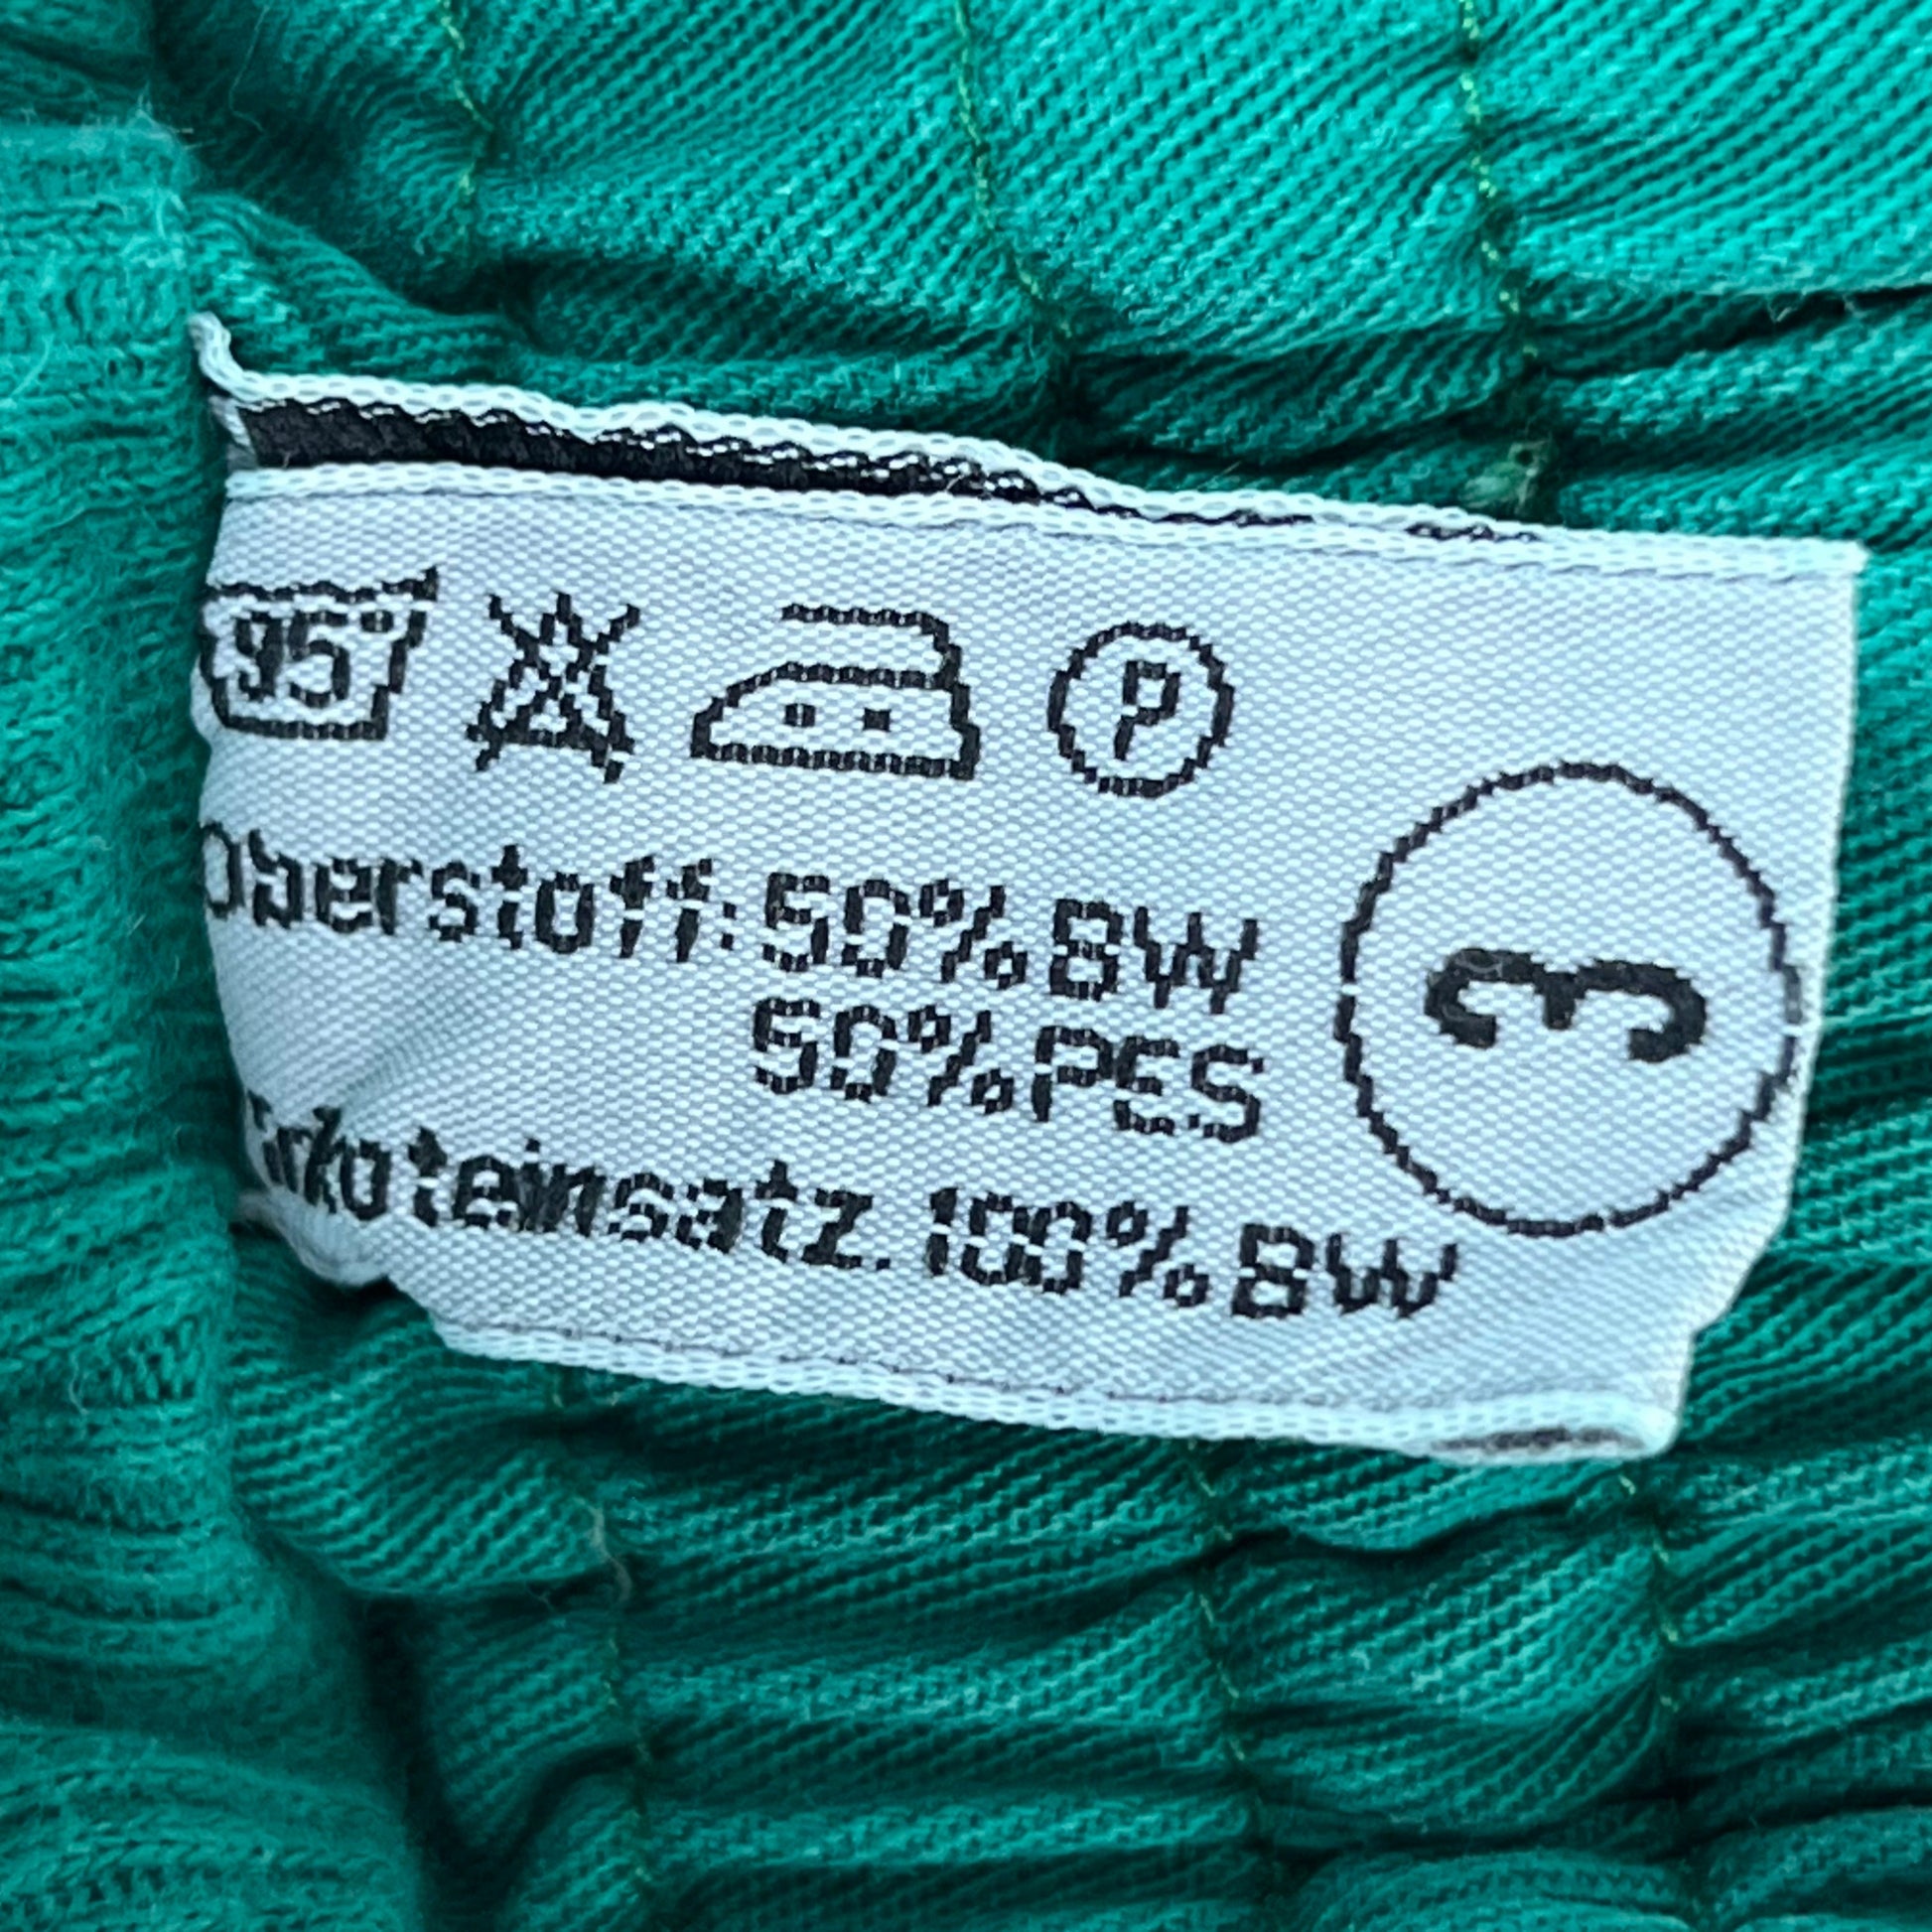 95°
P
Oberstoff: 50% BW
50% PES
Trikoteinsatz. 100% BW
3